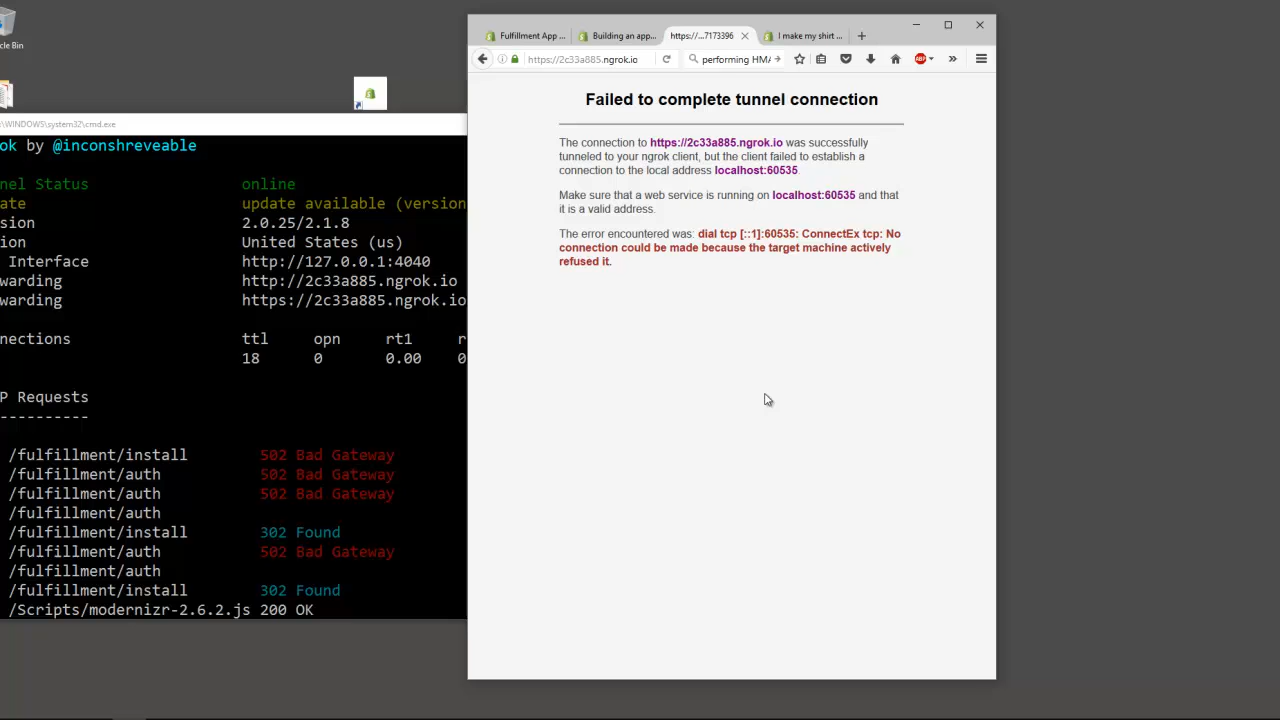 cle Bin
:\WINDOWS\system32\cmd.exe
ok by @inconshreveable
nel Status online
ate update available (version
sion 2.0.25/2.1.8
ion United States (us)
Interface http://127.0.0.1:4040
warding http://2c33a885.ngrok.io
warding https://2c33a885.ngrok.io
nections ttl opn rt1 r
18 0 0.00 0
P Requests
----------
/fulfillment/install 502 Bad Gateway
/fulfillment/auth 502 Bad Gateway
/fulfillment/auth 502 Bad Gateway
/fulfillment/auth
/fulfillment/install 302 Found
/fulfillment/auth 502 Bad Gateway
/fulfillment/auth
/fulfillment/install 302 Found
/Scripts/modernizr-2.6.2.js 200 OK
Fulfillment App ...
Building an app...
https:/...7173396
I make my shirt ...
https://2c33a885.ngrok.io
performing HMA
ABP
Failed to complete tunnel connection
The connection to https://2c33a885.ngrok.io was successfully
tunneled to your ngrok client, but the client failed to establish a
connection to the local address localhost:60535.
Make sure that a web service is running on localhost:60535 and that
it is a valid address.
The error encountered was: dial tcp [::1]:60535: ConnectEx tcp: No
connection could be made because the target machine actively
refused it.